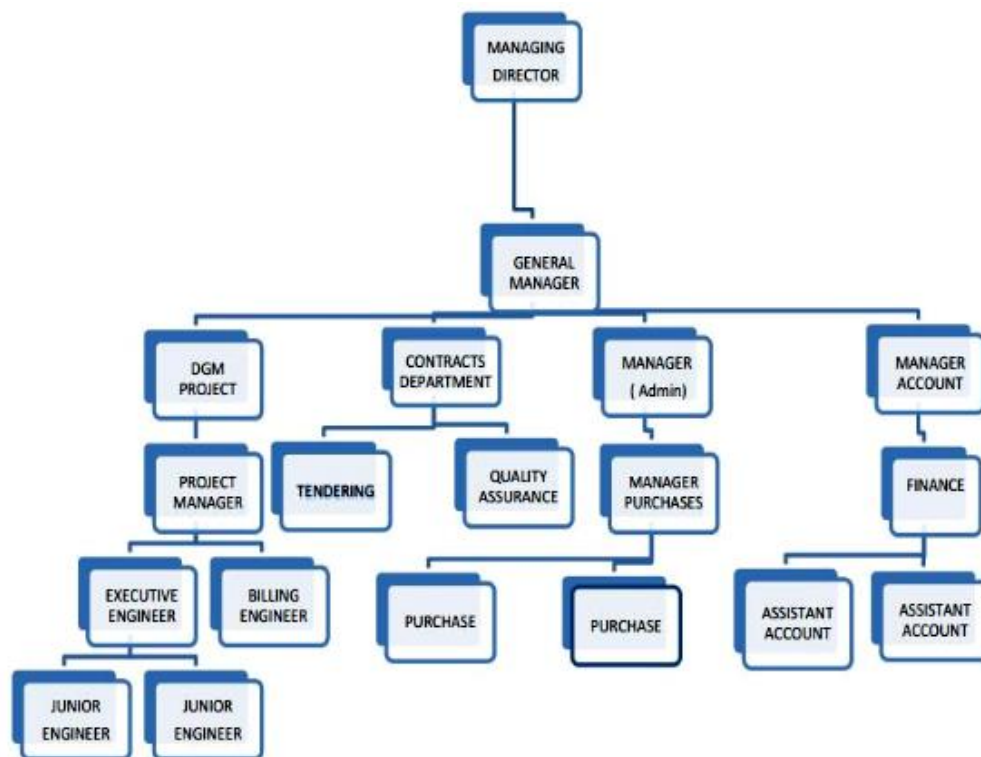 MANAGING
DIRECTOR
GENERAL
MANAGER
DGM
PROJECT
CONTRACTS
DEPARTMENT
MANAGER
( Admin)
MANAGER
ACCOUNT
PROJECT
MANAGER
TENDERING
QUALITY
ASSURANCE
MANAGER
PURCHASES
FINANCE
EXECUTIVE
ENGINEER
BILLING
ENGINEER
PURCHASE
PURCHASE
ASSISTANT
ACCOUNT
ASSISTANT
ACCOUNT
JUNIOR
ENGINEER
JUNIOR
ENGINEER